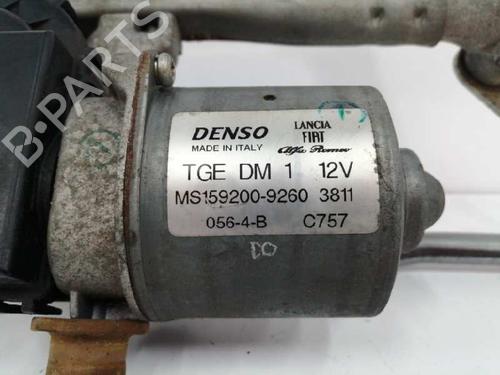 DENSO
MADE IN ITALY
LANCIA
FIAT
Alfa Romeo
TGE DM 1 12V
MS159200-9260 3811
056-4-B C757
B-PARTS